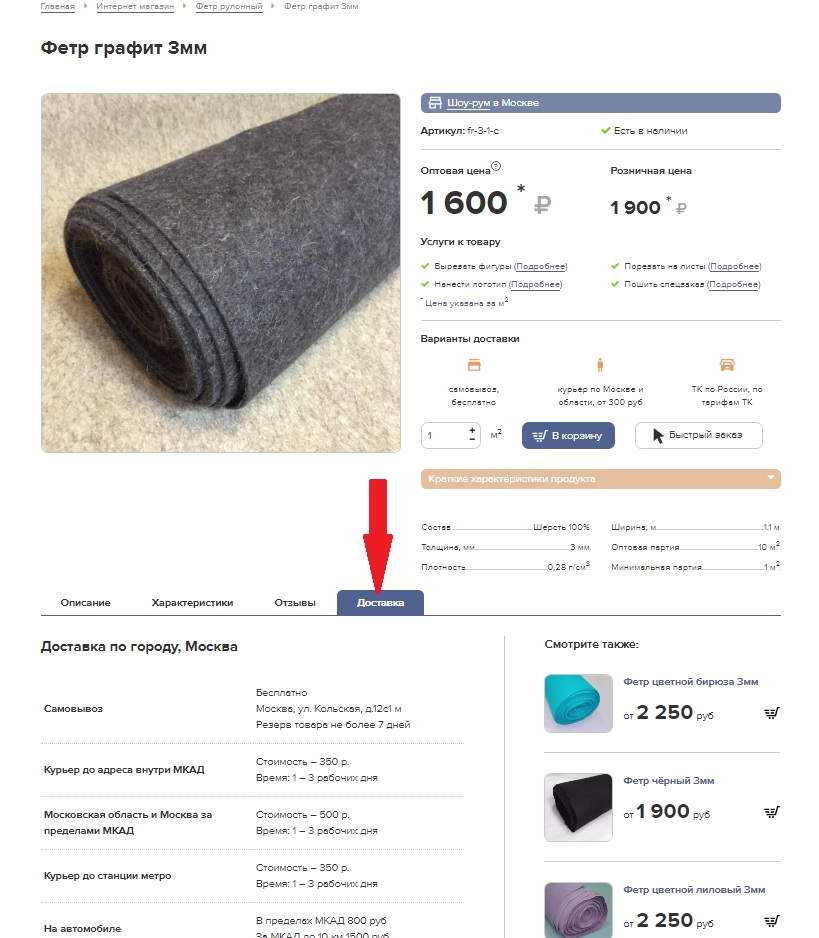 Главная Интернет магазин Фетр рулонный Фетр графит 3мм
Фетр графит 3мм
Шоу-рум в Москве
Артикул: fr-3-1-c Есть в наличии
Оптовая цена ? Розничная цена
1 600 * ₽ 1 900 * ₽
Услуги к товару
Вырезать фигуры (Подробнее) Порезать на листы (Подробнее)
Нанести логотип (Подробнее) Пошить спецзаказ (Подробнее)
* Цена указана за м²
Варианты доставки
самовывоз, курьер по Москве и ТК по России, по
бесплатно области, от 300 руб тарифам ТК
1 + − м² В корзину Быстрый заказ
Краткие характеристики продукта
Состав Шерсть 100% Ширина, м 1.1 м
Толщина, мм 3 мм Оптовая партия 10 м²
Плотность 0,28 г/см³ Минимальная партия 1 м²
Описание Характеристики Отзывы Доставка
Доставка по городу, Москва
Самовывоз
Бесплатно
Москва, ул. Кольская, д.12с1 м
Резерв товара не более 7 дней
Курьер до адреса внутри МКАД
Стоимость – 350 р.
Время: 1 – 3 рабочих дня
Московская область и Москва за
пределами МКАД
Стоимость – 500 р.
Время: 1 – 3 рабочих дня
Курьер до станции метро
Стоимость – 350 р.
Время: 1 – 3 рабочих дня
На автомобиле
В пределах МКАД 800 руб
За МКАД до 10 км 1500 руб
Смотрите также:
Фетр цветной бирюза 3мм
от 2 250 руб
Фетр чёрный 3мм
от 1 900 руб
Фетр цветной лиловый 3мм
от 2 250 руб